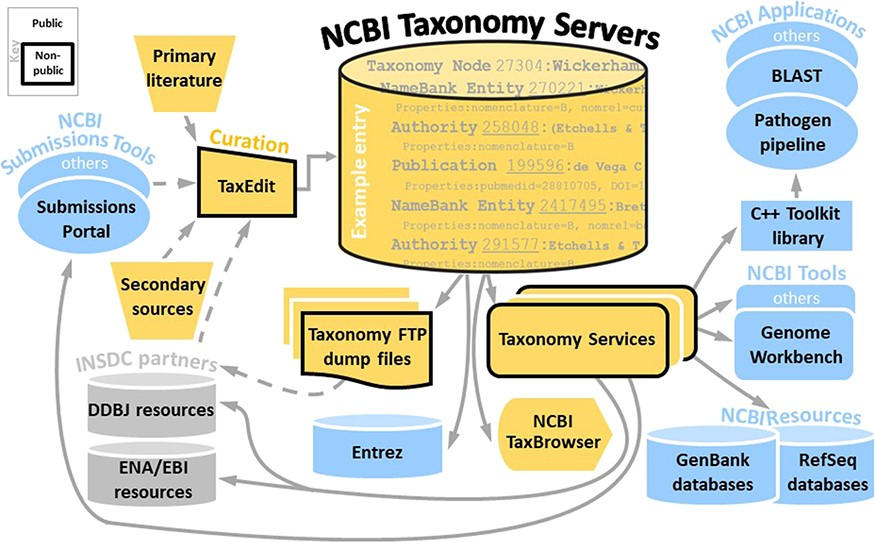 Key
Public
Non-
public
NCBI Taxonomy Servers
NCBI Applications
others
BLAST
Pathogen
pipeline
Primary
literature
Curation
TaxEdit
NCBI
Submissions Tools
others
Submissions
Portal
Example entry
Taxonomy Node 27304:Wickerham
NameBank Entity 270221:Wickerh
Properties:nomenclature=B, nomrel=cu
Authority 258048:(Etchells & T
Properties:nomenclature=B
Publication 199596:de Vega C
Properties:pubmedid=28810705, DOI=1
NameBank Entity 2417495:Bret
Properties:nomenclature=B, nomrel=b
Authority 291577:Etchells & T
Properties:nomenclature=B
C++ Toolkit
library
Secondary
sources
NCBI Tools
others
Genome
Workbench
Taxonomy FTP
dump files
Taxonomy Services
INSDC partners
DDBJ resources
ENA/EBI
resources
Entrez
NCBI
TaxBrowser
NCBI Resources
GenBank
databases
RefSeq
databases